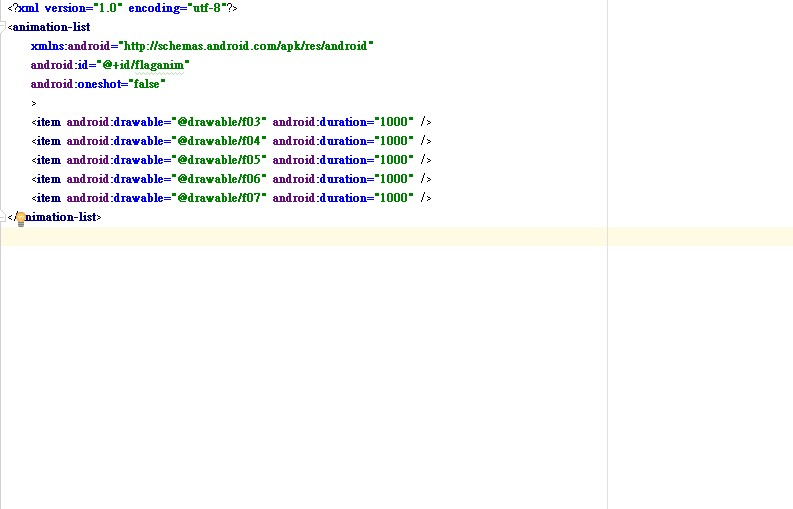 <?xml version="1.0" encoding="utf-8"?>
<animation-list
xmlns:android="http://schemas.android.com/apk/res/android"
android:id="@+id/flaganim"
android:oneshot="false"
>
<item android:drawable="@drawable/f03" android:duration="1000" />
<item android:drawable="@drawable/f04" android:duration="1000" />
<item android:drawable="@drawable/f05" android:duration="1000" />
<item android:drawable="@drawable/f06" android:duration="1000" />
<item android:drawable="@drawable/f07" android:duration="1000" />
</animation-list>